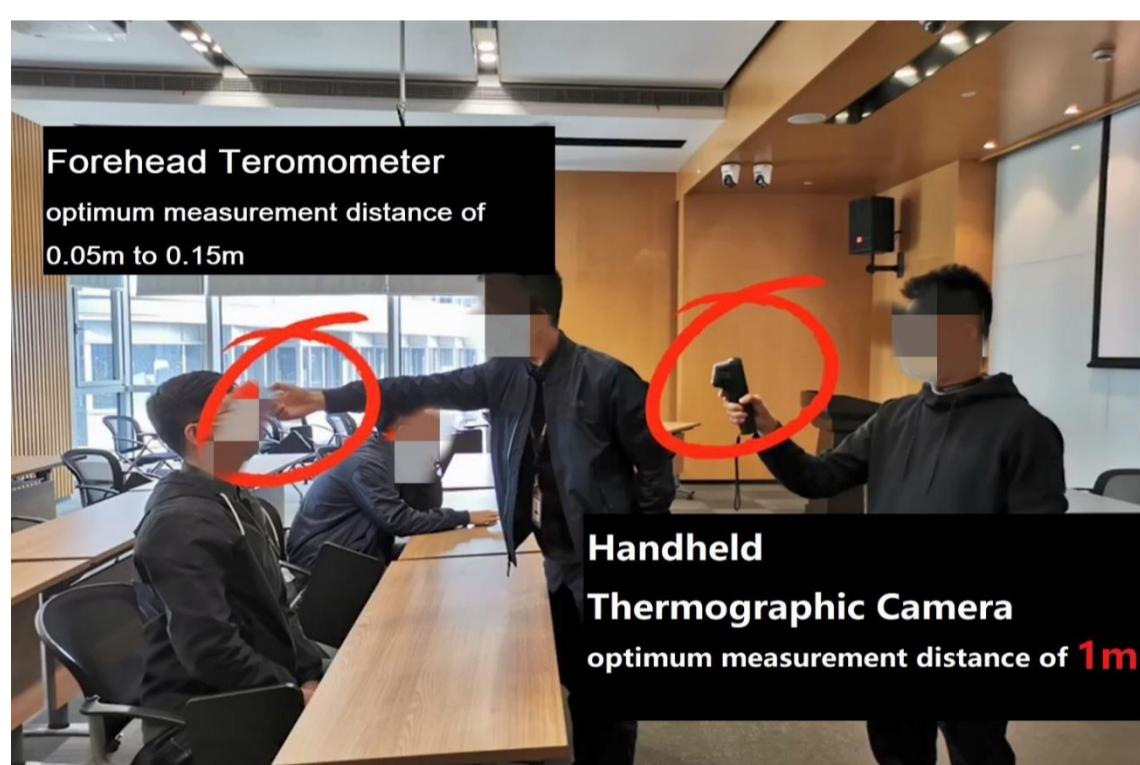 Forehead Teromometer
optimum measurement distance of
0.05m to 0.15m
Handheld
Thermographic Camera
optimum measurement distance of 1m